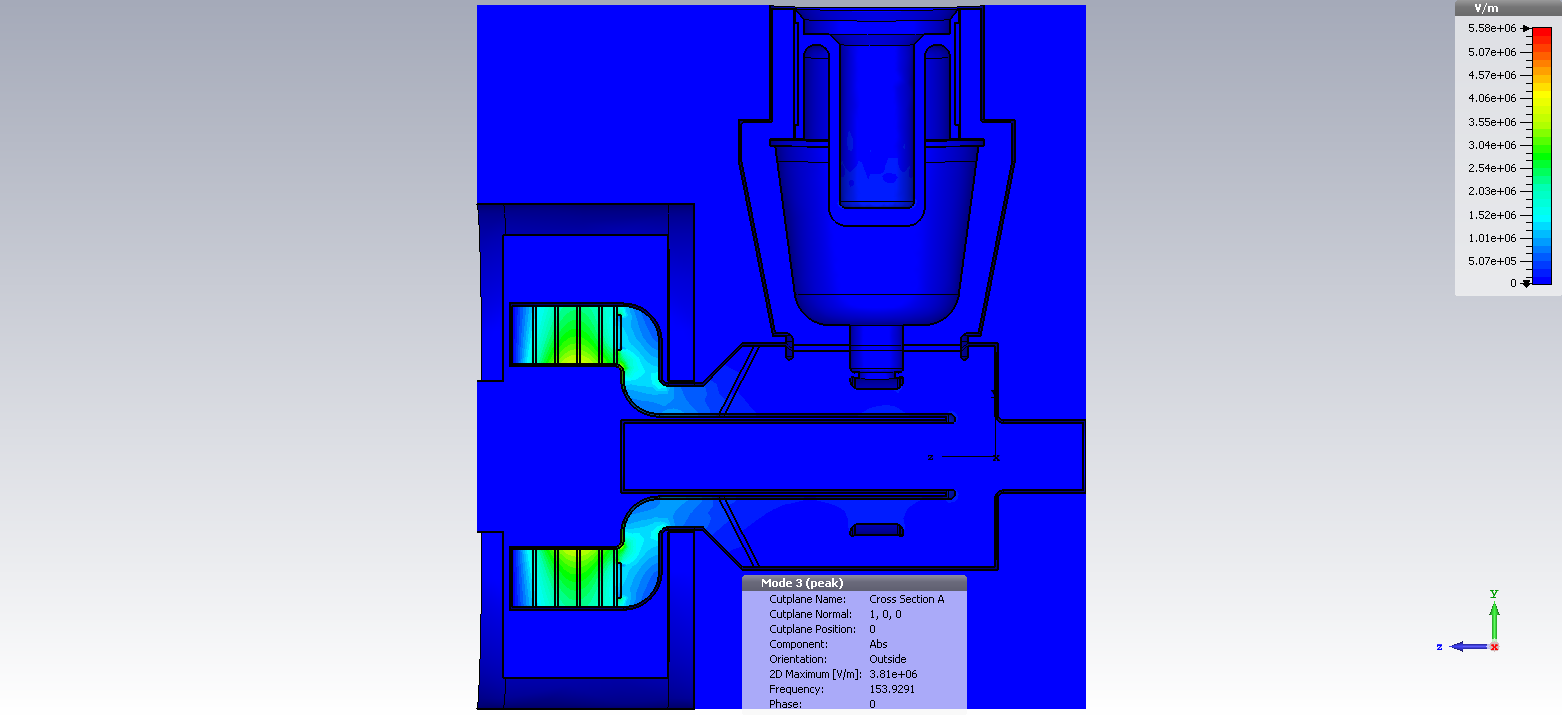 V/m
5.58e+06
5.07e+06
4.57e+06
4.06e+06
3.55e+06
3.04e+06
2.54e+06
2.03e+06
1.52e+06
1.01e+06
5.07e+05
0
Mode 3 (peak)
Cutplane Name: Cross Section A
Cutplane Normal: 1, 0, 0
Cutplane Position: 0
Component: Abs
Orientation: Outside
2D Maximum [V/m]: 3.81e+06
Frequency: 153.9291
Phase: 0
y
z
x